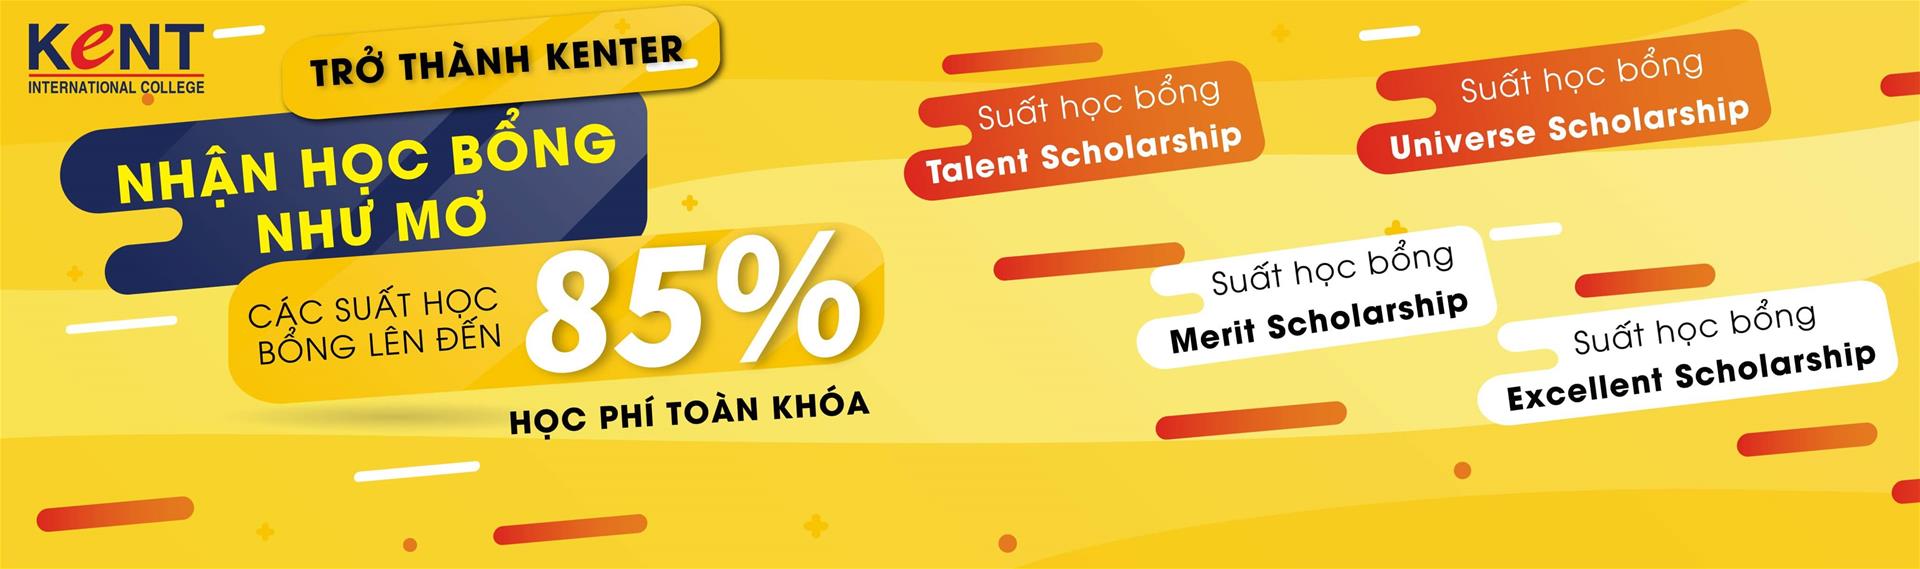 KeNT
INTERNATIONAL COLLEGE
TRỞ THÀNH KENTER
NHẬN HỌC BỔNG
NHƯ MƠ
CÁC SUẤT HỌC
BỔNG LÊN ĐẾN
85%
HỌC PHÍ TOÀN KHÓA
Suất học bổng
Talent Scholarship
Suất học bổng
Universe Scholarship
Suất học bổng
Merit Scholarship
Suất học bổng
Excellent Scholarship